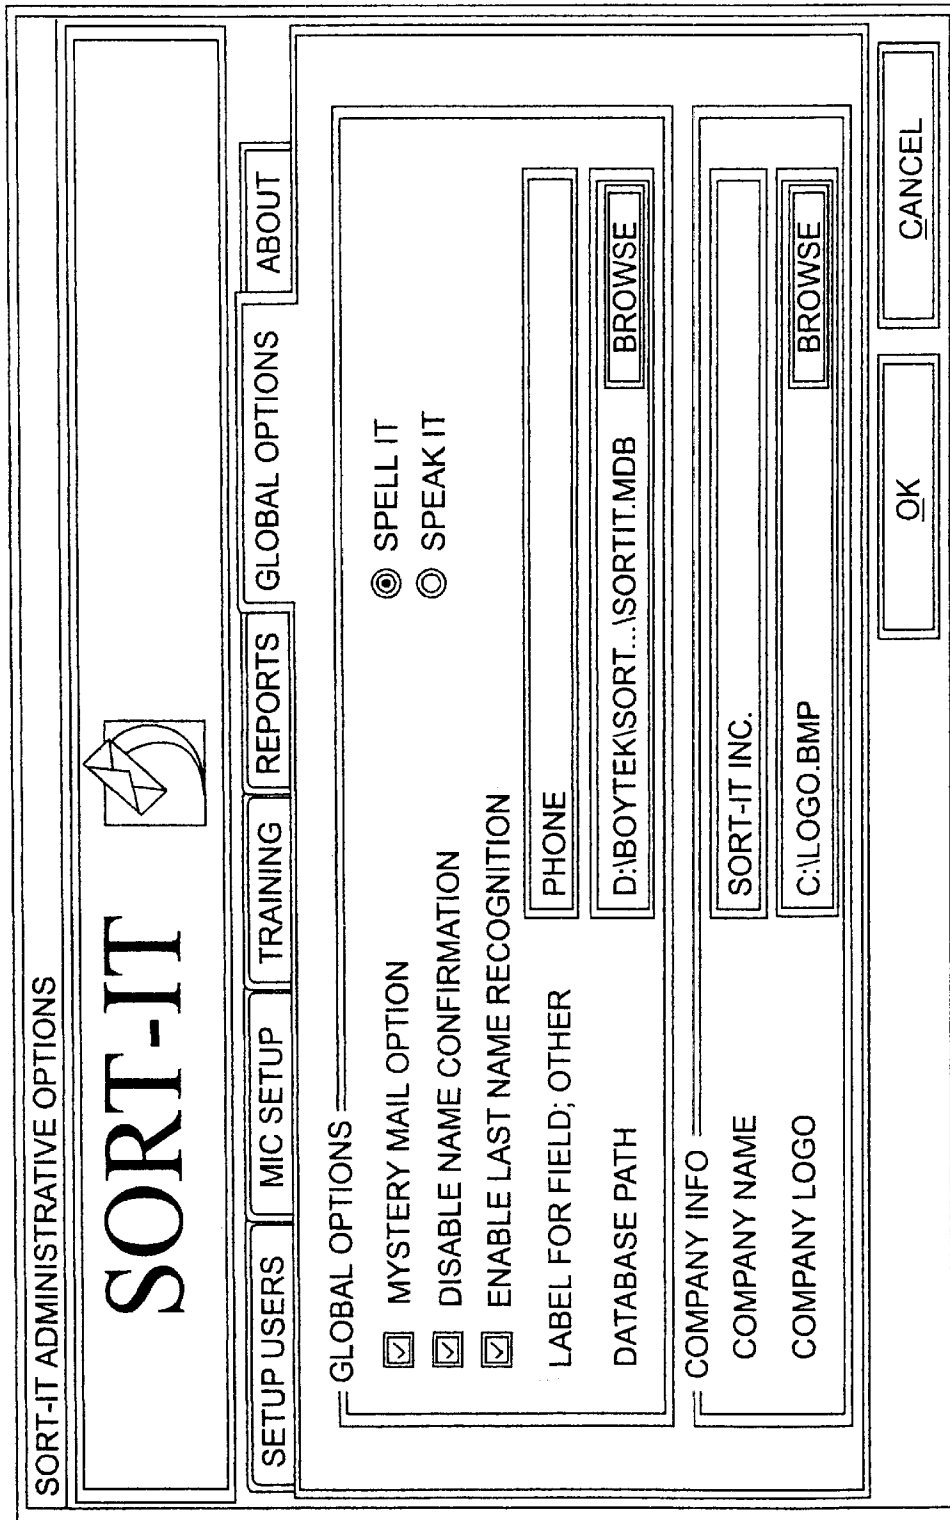 SORT-IT ADMINISTRATIVE OPTIONS
SORT-IT
SETUP USERS MIC SETUP TRAINING REPORTS GLOBAL OPTIONS ABOUT
GLOBAL OPTIONS
MYSTERY MAIL OPTION SPELL IT
DISABLE NAME CONFIRMATION SPEAK IT
ENABLE LAST NAME RECOGNITION
LABEL FOR FIELD; OTHER PHONE
DATABASE PATH D:\BOYTEK\SORT...\SORTIT.MDB BROWSE
COMPANY INFO
COMPANY NAME SORT-IT INC.
COMPANY LOGO C:\LOGO.BMP BROWSE
OK CANCEL